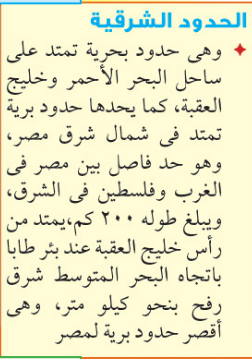 الحدود الشرقية
✦ وهى حدود بحرية تمتد على
ساحل البحر الأحمر وخليج
العقبة، كما يحدها حدود برية
تمتد فى شمال شرق مصر،
وهو حد فاصل بين مصر فى
الغرب وفلسطين فى الشرق،
ويبلغ طوله ٢٠٠ كم،يمتد من
رأس خليج العقبة عند بئر طابا
باتجاه البحر المتوسط شرق
رفح بنحو كيلو متر، وهى
أقصر حدود برية لمصر